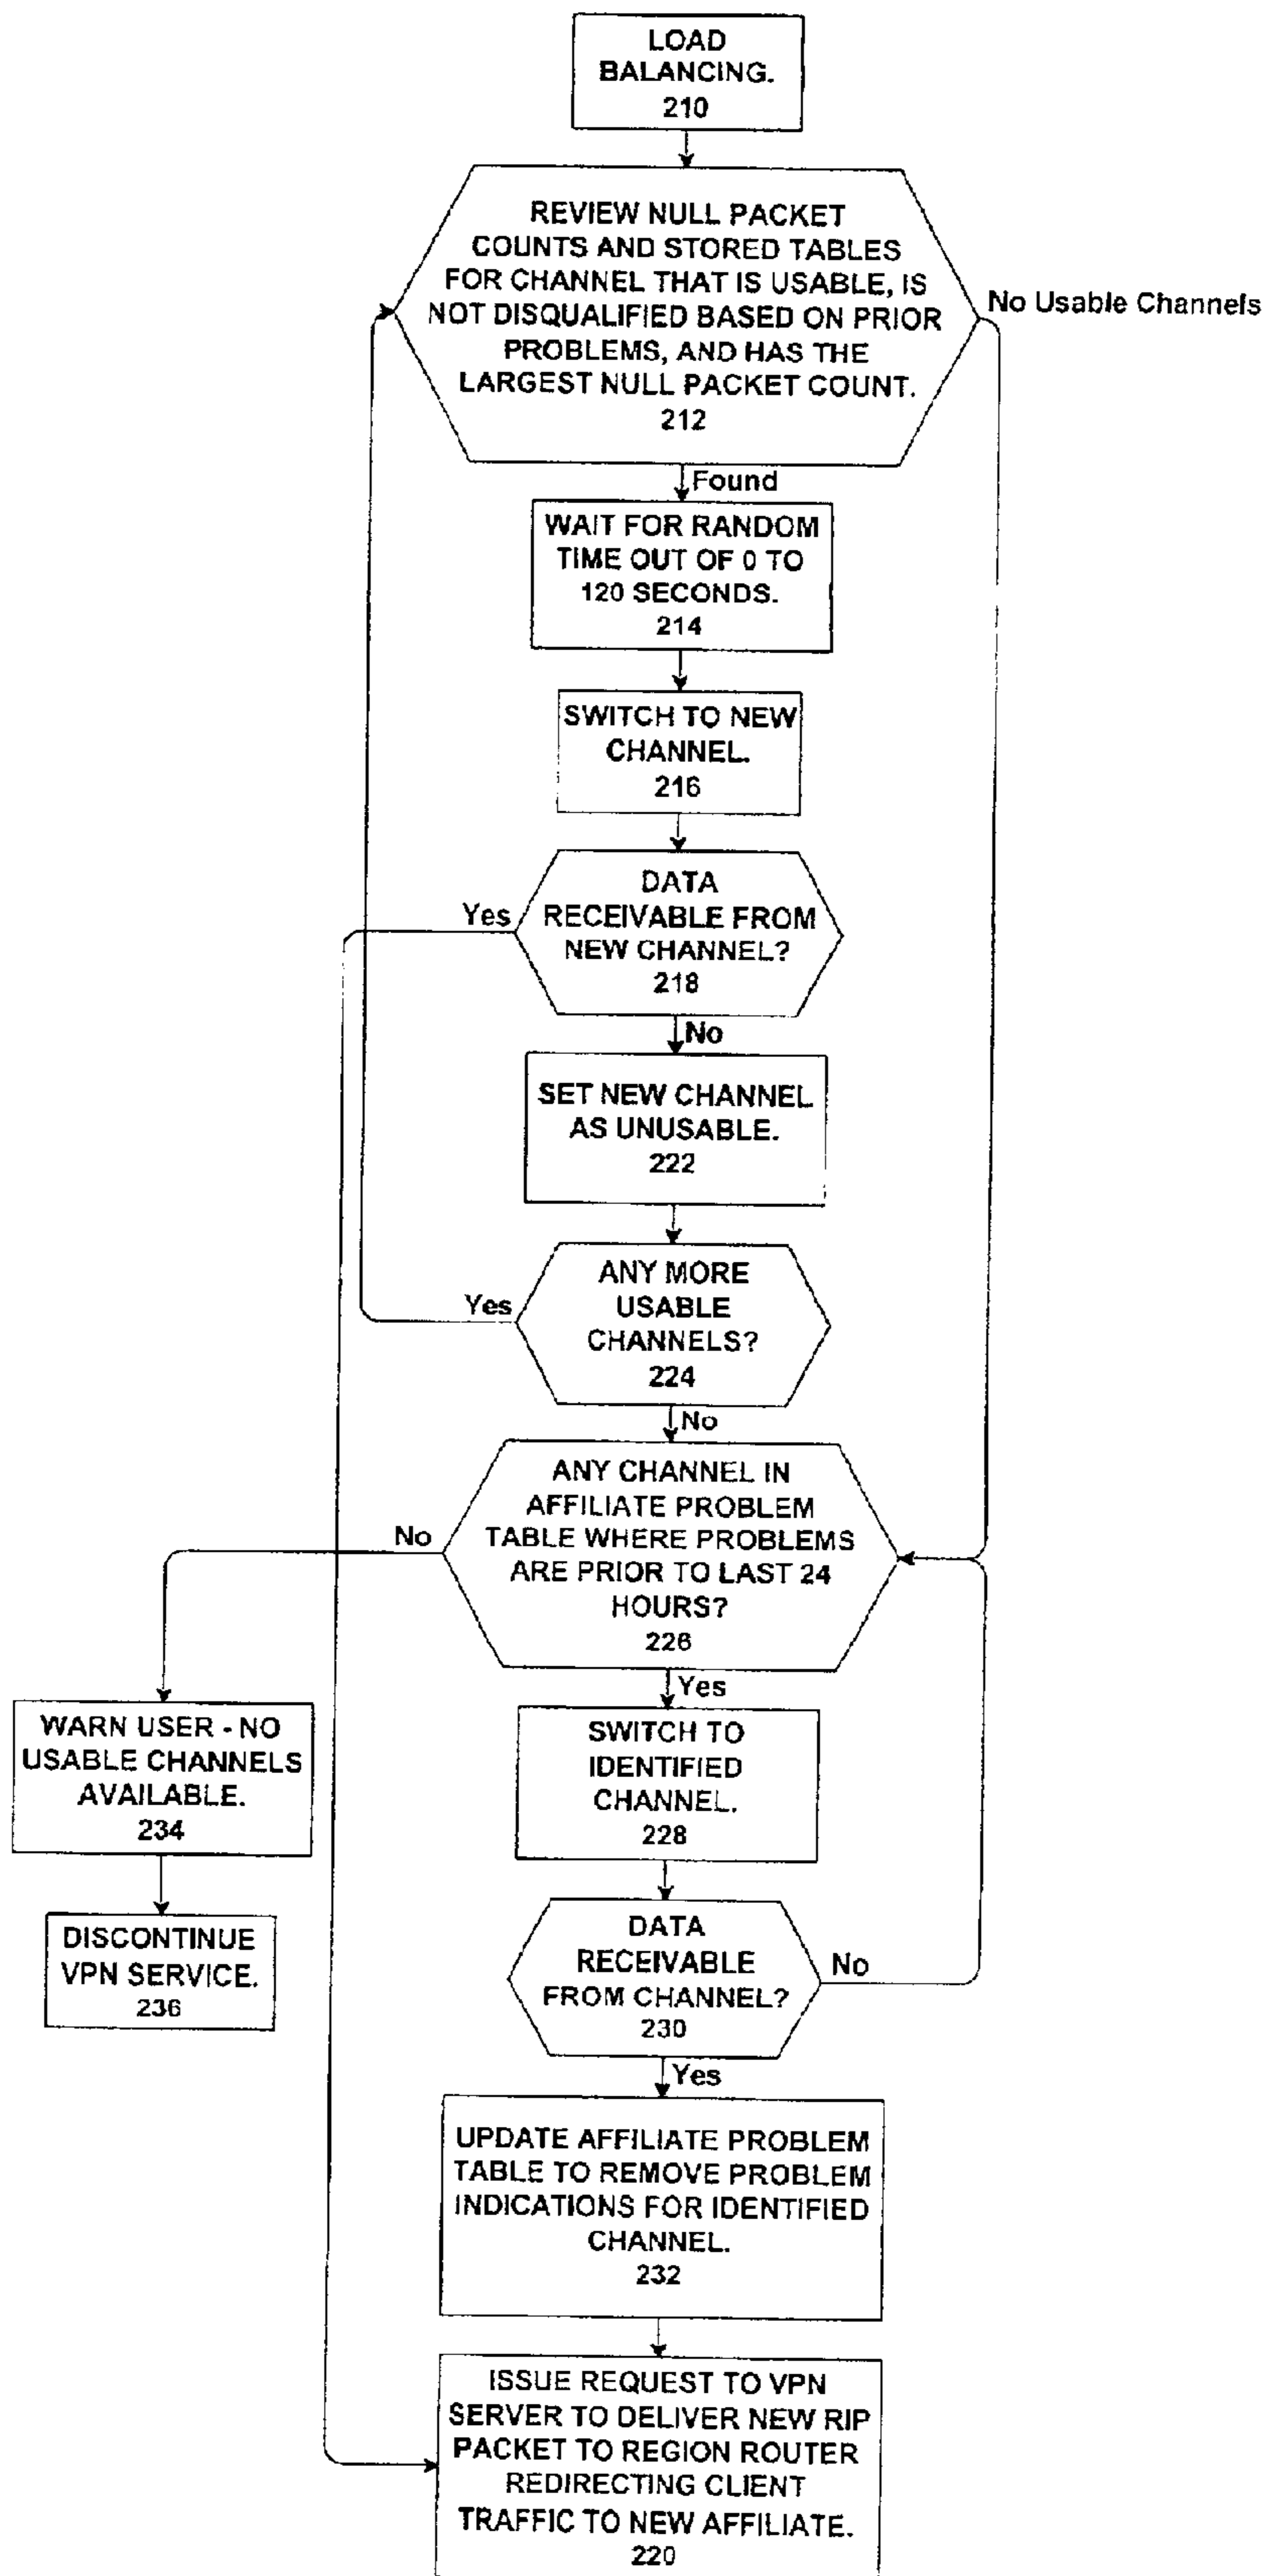 LOAD
BALANCING.
210
REVIEW NULL PACKET
COUNTS AND STORED TABLES
FOR CHANNEL THAT IS USABLE, IS
NOT DISQUALIFIED BASED ON PRIOR
PROBLEMS, AND HAS THE
LARGEST NULL PACKET COUNT.
212
No Usable Channels
Found
WAIT FOR RANDOM
TIME OUT OF 0 TO
120 SECONDS.
214
SWITCH TO NEW
CHANNEL.
216
DATA
RECEIVABLE FROM
NEW CHANNEL?
218
Yes
No
SET NEW CHANNEL
AS UNUSABLE.
222
ANY MORE
USABLE
CHANNELS?
224
Yes
No
ANY CHANNEL IN
AFFILIATE PROBLEM
TABLE WHERE PROBLEMS
ARE PRIOR TO LAST 24
HOURS?
226
No
Yes
WARN USER - NO
USABLE CHANNELS
AVAILABLE.
234
DISCONTINUE
VPN SERVICE.
236
SWITCH TO
IDENTIFIED
CHANNEL.
228
DATA
RECEIVABLE
FROM CHANNEL?
230
No
Yes
UPDATE AFFILIATE PROBLEM
TABLE TO REMOVE PROBLEM
INDICATIONS FOR IDENTIFIED
CHANNEL.
232
ISSUE REQUEST TO VPN
SERVER TO DELIVER NEW RIP
PACKET TO REGION ROUTER
REDIRECTING CLIENT
TRAFFIC TO NEW AFFILIATE.
220